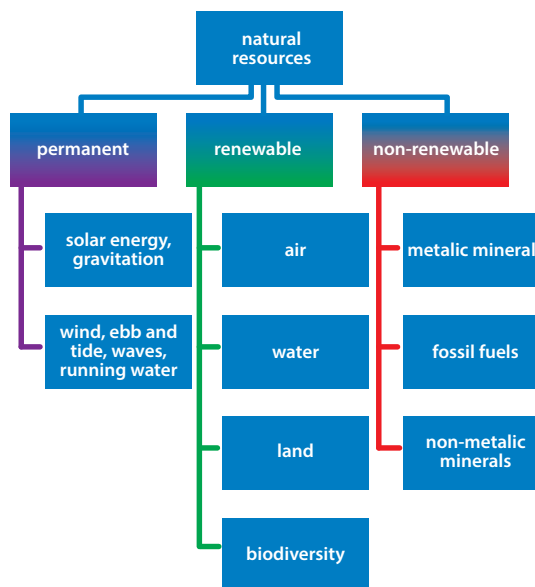 natural
resources
permanent
renewable
non-renewable
solar energy,
gravitation
air
metalic mineral
wind, ebb and
tide, waves,
running water
water
fossil fuels
land
non-metalic
minerals
biodiversity